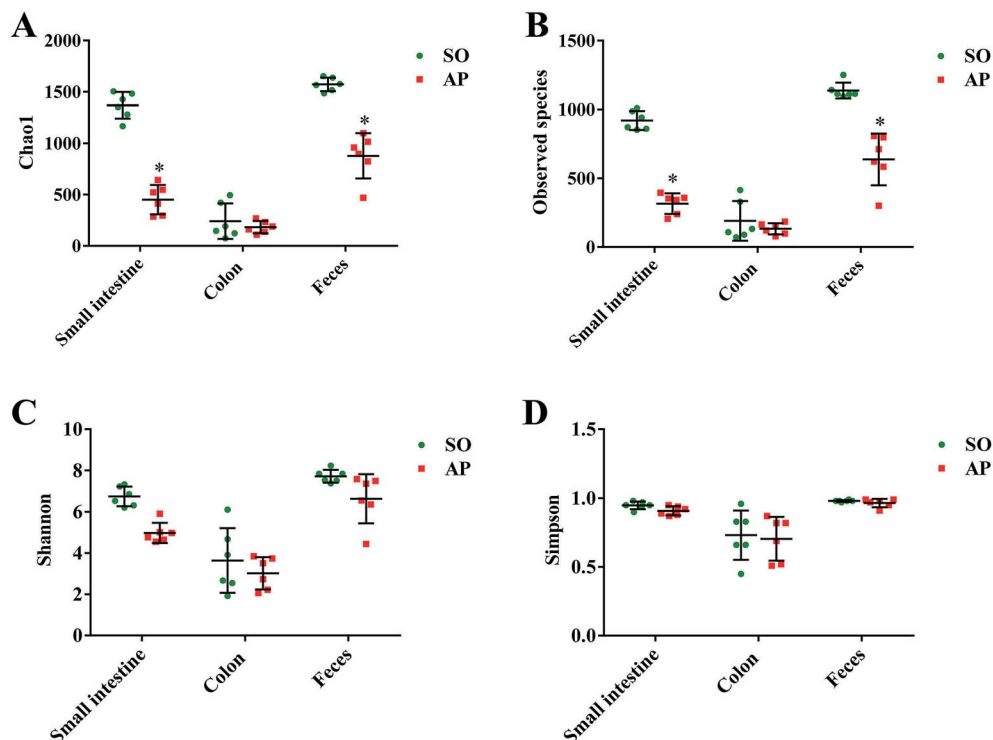 A
Chao1
2000
1500
1000
500
0
*
*
SO
AP
Small intestine
Colon
Feces
B
Observed species
1500
1000
500
0
*
*
SO
AP
Small intestine
Colon
Feces
C
Shannon
10
8
6
4
2
0
SO
AP
Small intestine
Colon
Feces
D
Simpson
1.5
1.0
0.5
0.0
SO
AP
Small intestine
Colon
Feces